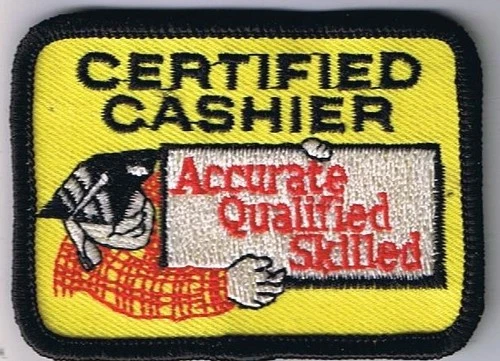 CERTIFIED
CASHIER
Accurate
Qualified
Skilled